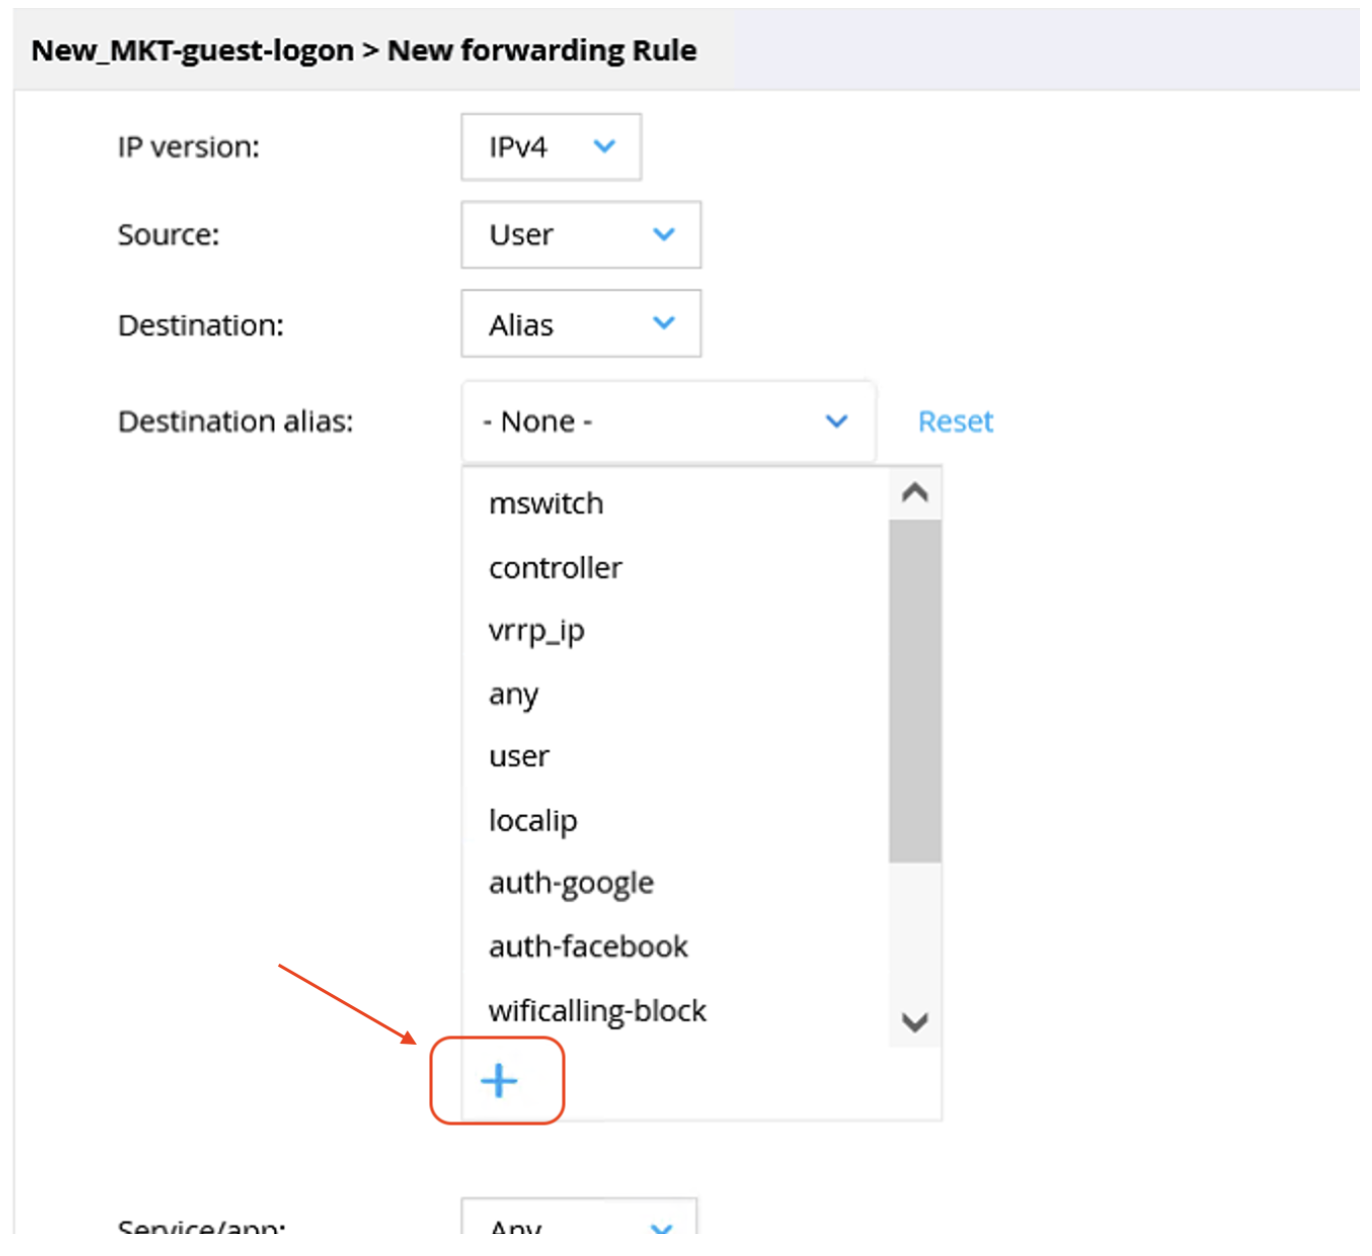 New_MKT-guest-logon > New forwarding Rule
IP version: IPv4
Source: User
Destination: Alias
Destination alias: - None - Reset
mswitch
controller
vrrp_ip
any
user
localip
auth-google
auth-facebook
wificalling-block
Service/app: Any